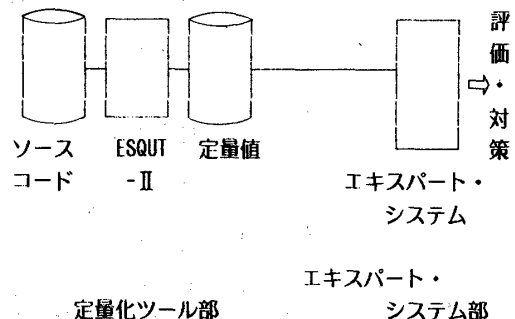 ソース
コード
ESQUT
-Ⅱ
定量値
エキスパート・
システム
⇨
評価・対策
定量化ツール部
エキスパート・
システム部